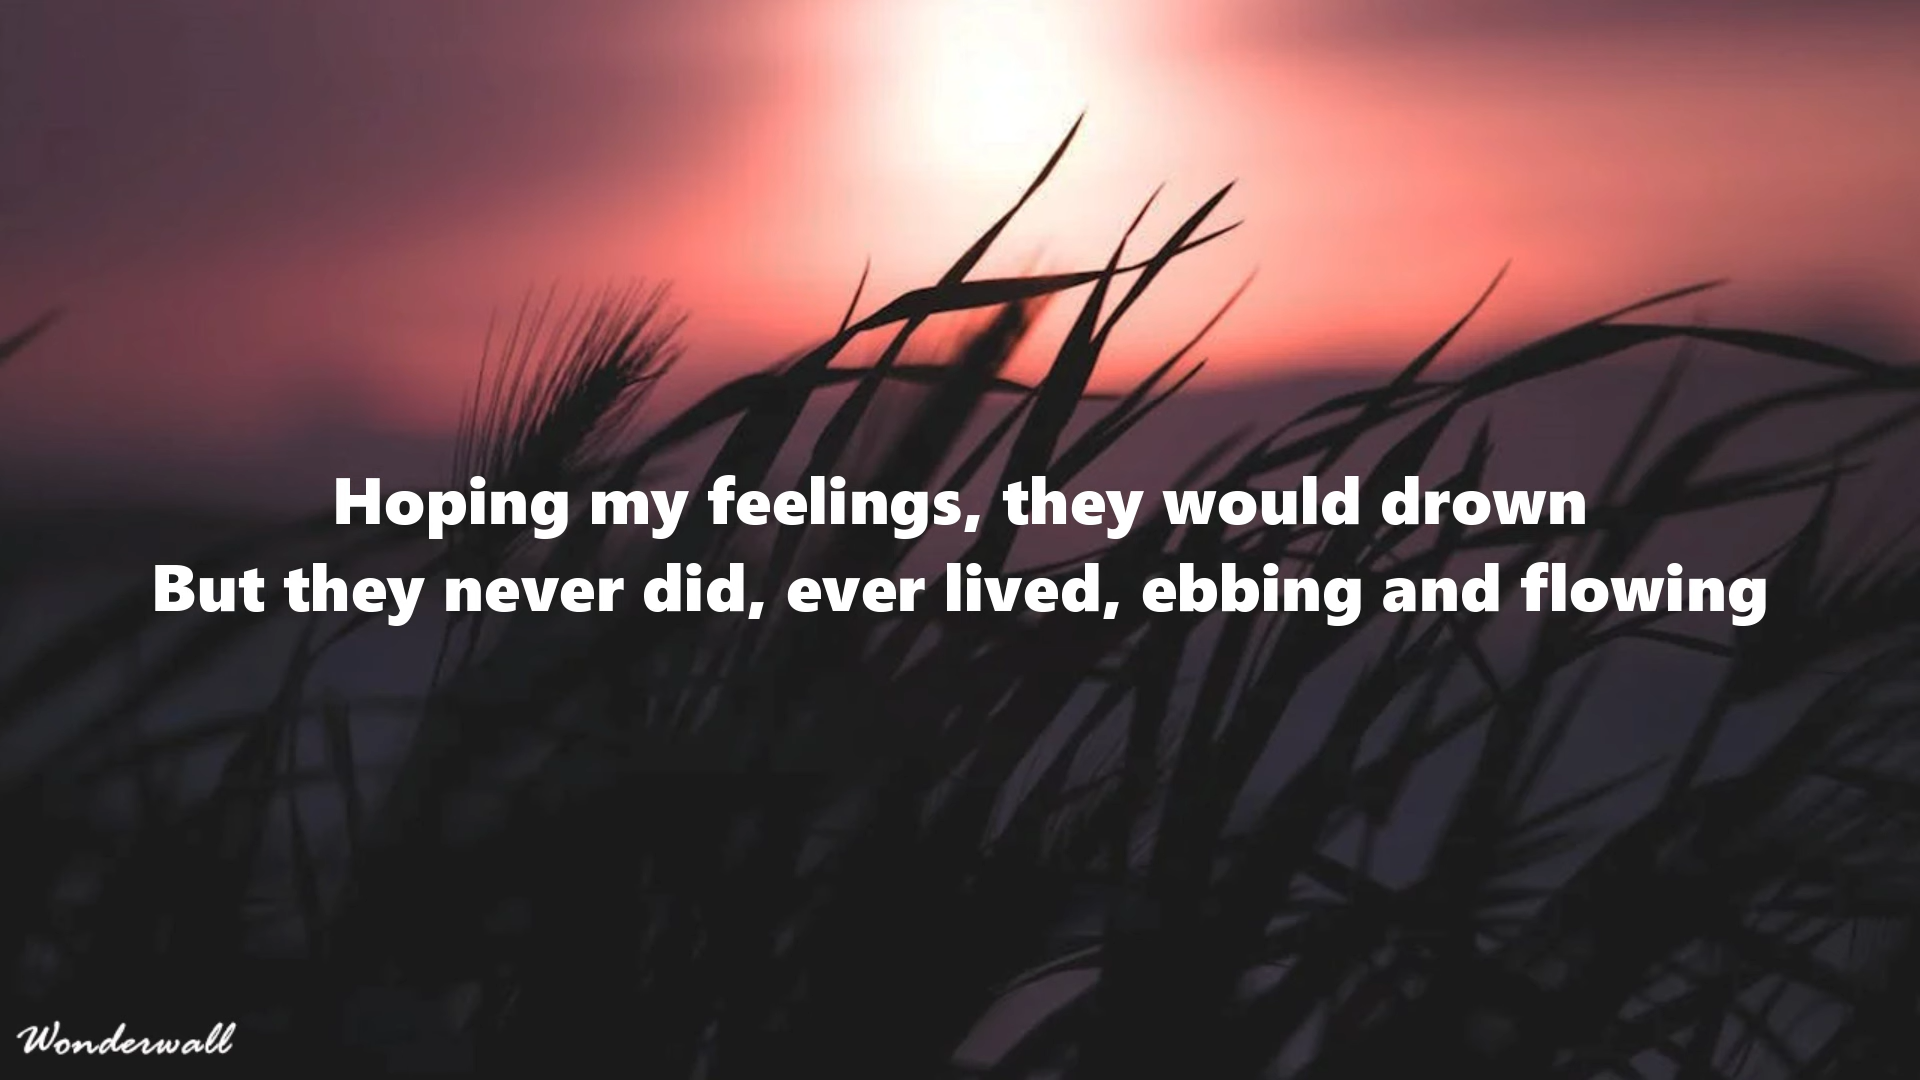 Hoping my feelings, they would drown
But they never did, ever lived, ebbing and flowing
Wonderwall